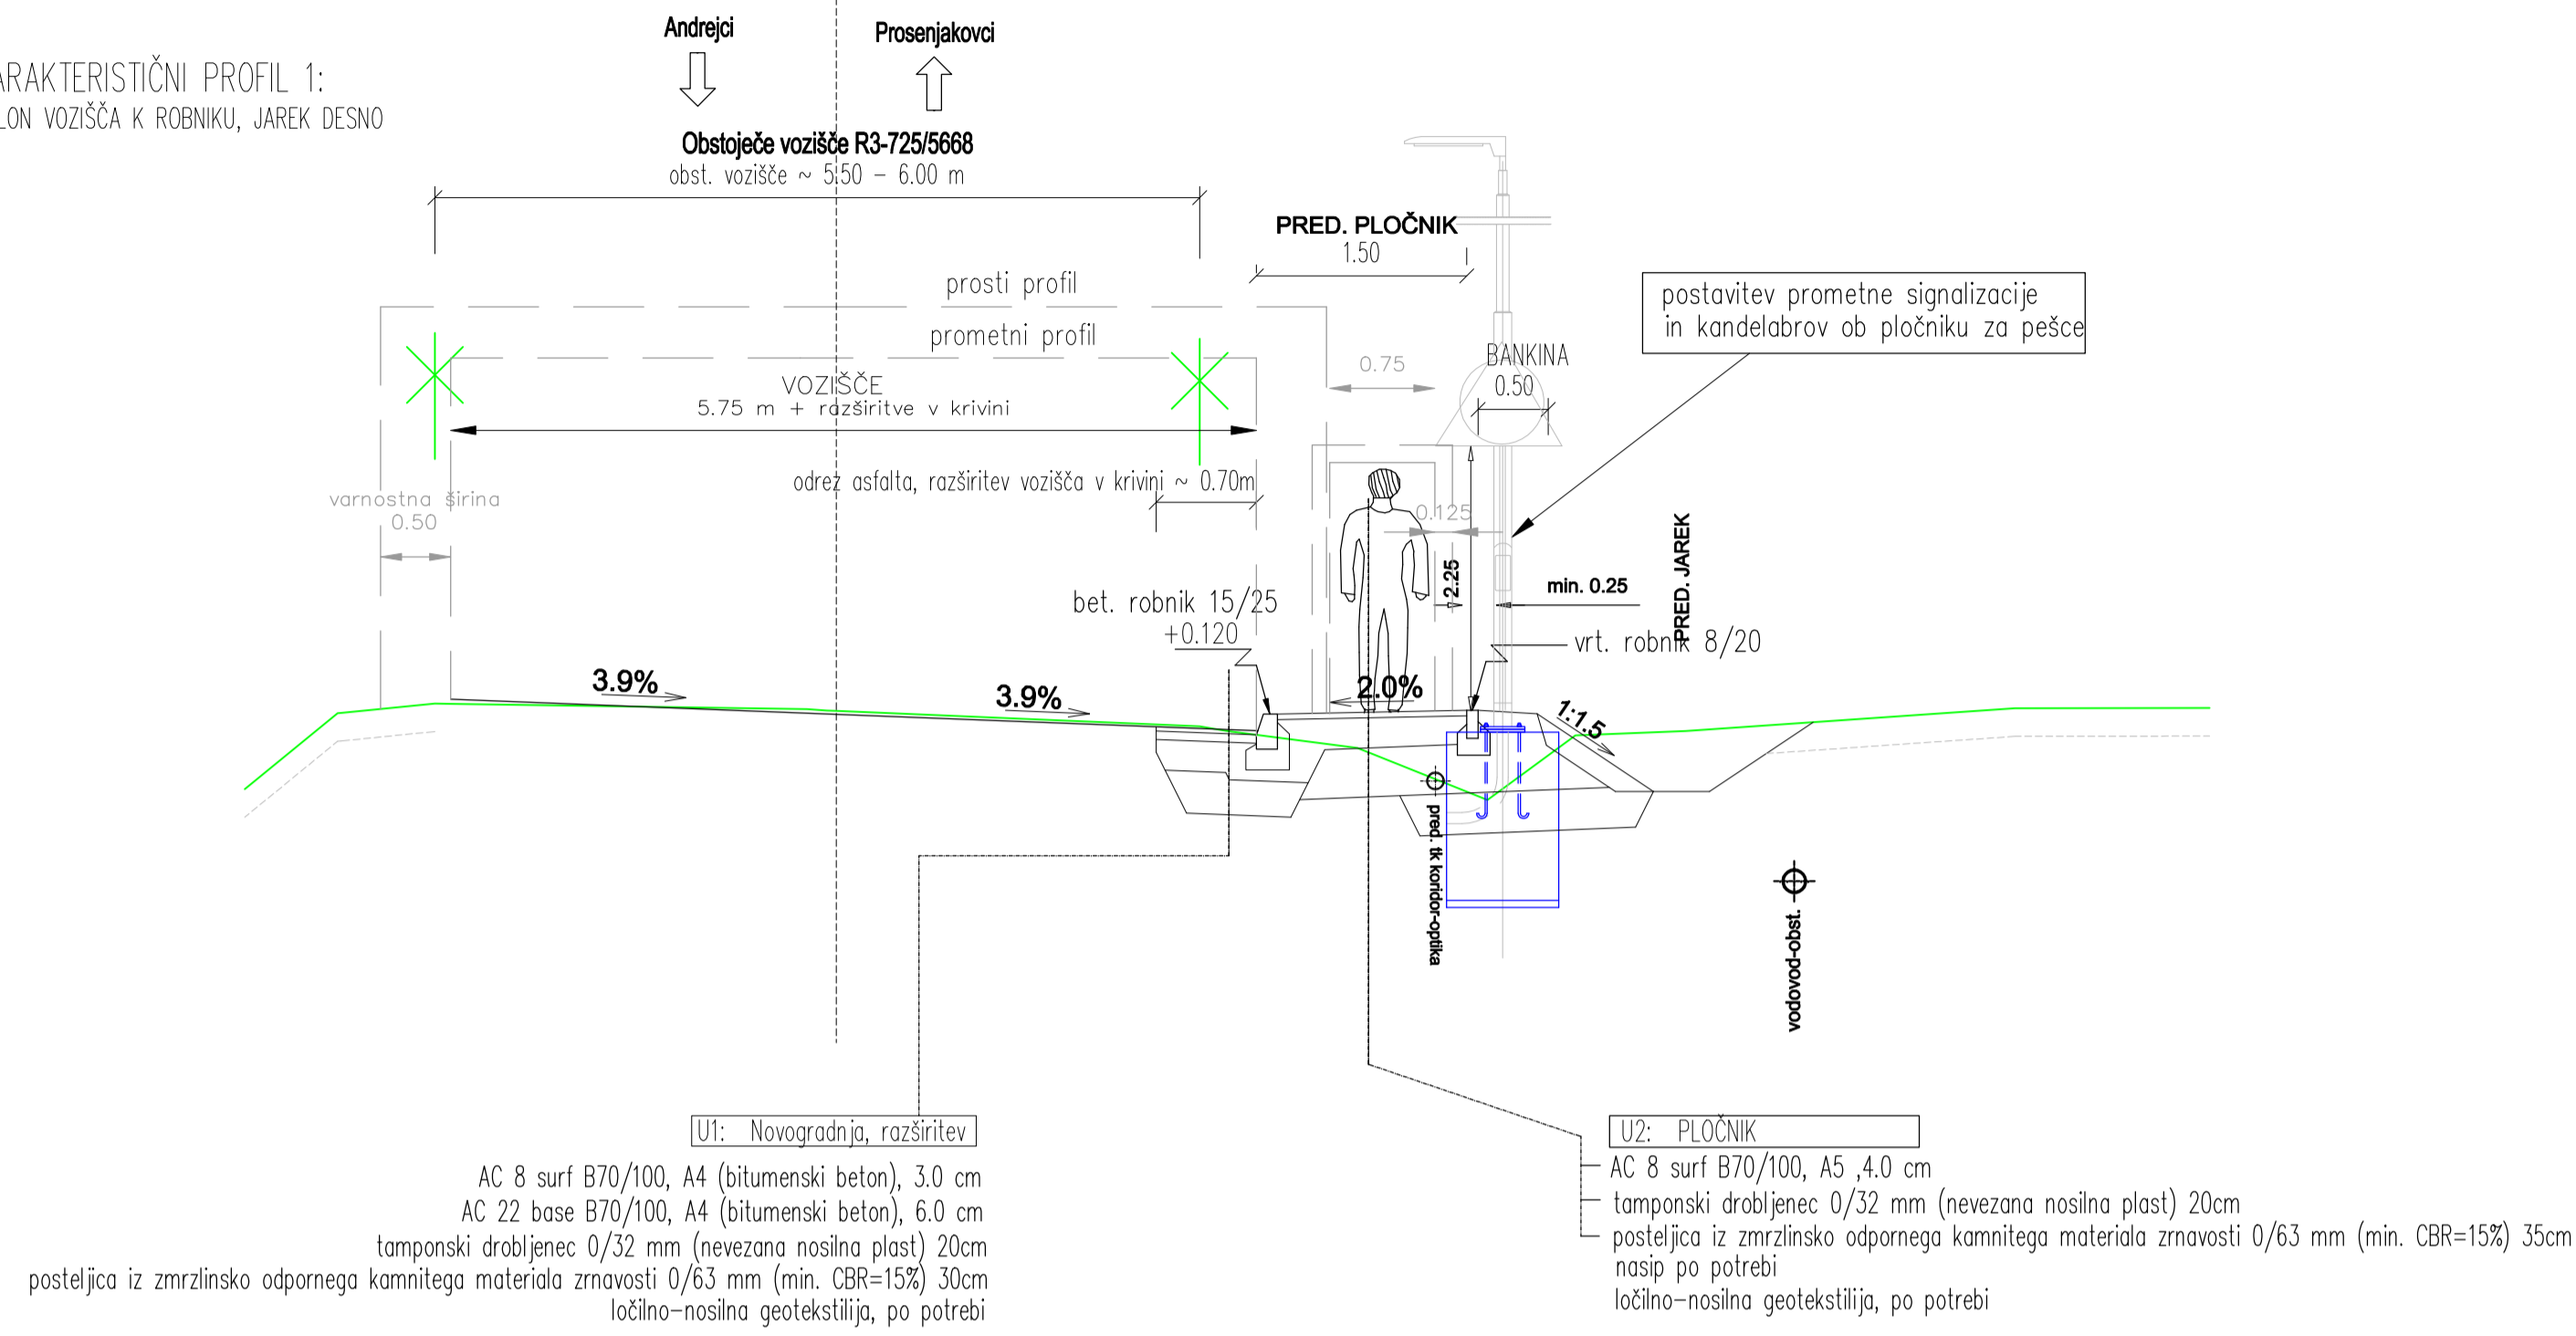 Andrejci
Prosenjakovci
ARAKTERISTIČNI PROFIL 1:
LON VOZIŠČA K ROBNIKU, JAREK DESNO
Obstoječe vozišče R3-725/5668
obst. vozišče ~ 5.50 - 6.00 m
PRED. PLOČNIK
1.50
prosti profil
prometni profil
postavitev prometne signalizacije
in kandelabrov ob pločniku za pešce
BANKINA
0.50
0.75
VOZIŠČE
5.75 m + razširitve v krivini
odrez asfalta, razširitev vozišča v krivini ~ 0.70m
varnostna širina
0.50
0.125
2.25
min. 0.25
PRED. JAREK
bet. robnik 15/25
+0.120
vrt. robnik 8/20
3.9%
3.9%
2.0%
1:1.5
pred. tk koridor-optika
vodovod-obst.
U1: Novogradnja, razširitev
AC 8 surf B70/100, A4 (bitumenski beton), 3.0 cm
AC 22 base B70/100, A4 (bitumenski beton), 6.0 cm
tamponski drobljenec 0/32 mm (nevezana nosilna plast) 20cm
posteljica iz zmrzlinsko odpornega kamnitega materiala zrnavosti 0/63 mm (min. CBR=15%) 30cm
ločilno-nosilna geotekstilija, po potrebi
U2: PLOČNIK
AC 8 surf B70/100, A5 ,4.0 cm
tamponski drobljenec 0/32 mm (nevezana nosilna plast) 20cm
posteljica iz zmrzlinsko odpornega kamnitega materiala zrnavosti 0/63 mm (min. CBR=15%) 35cm
nasip po potrebi
ločilno-nosilna geotekstilija, po potrebi